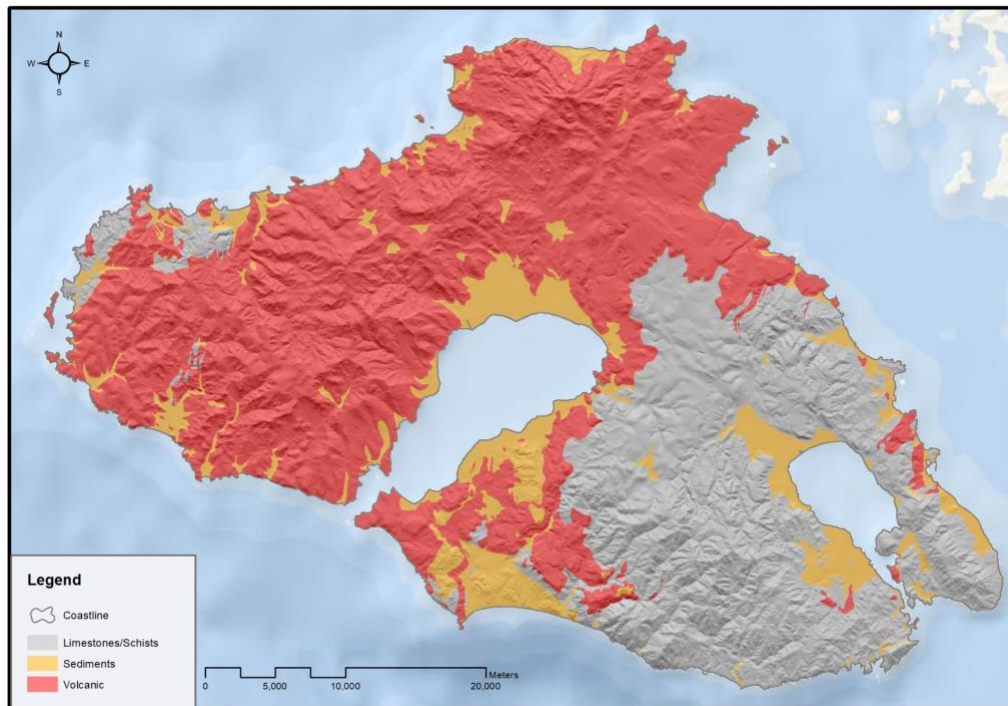 N
W E
S
Legend
Coastline
Limestones/Schists
Sediments
Volcanic
Meters
0 5,000 10,000 20,000